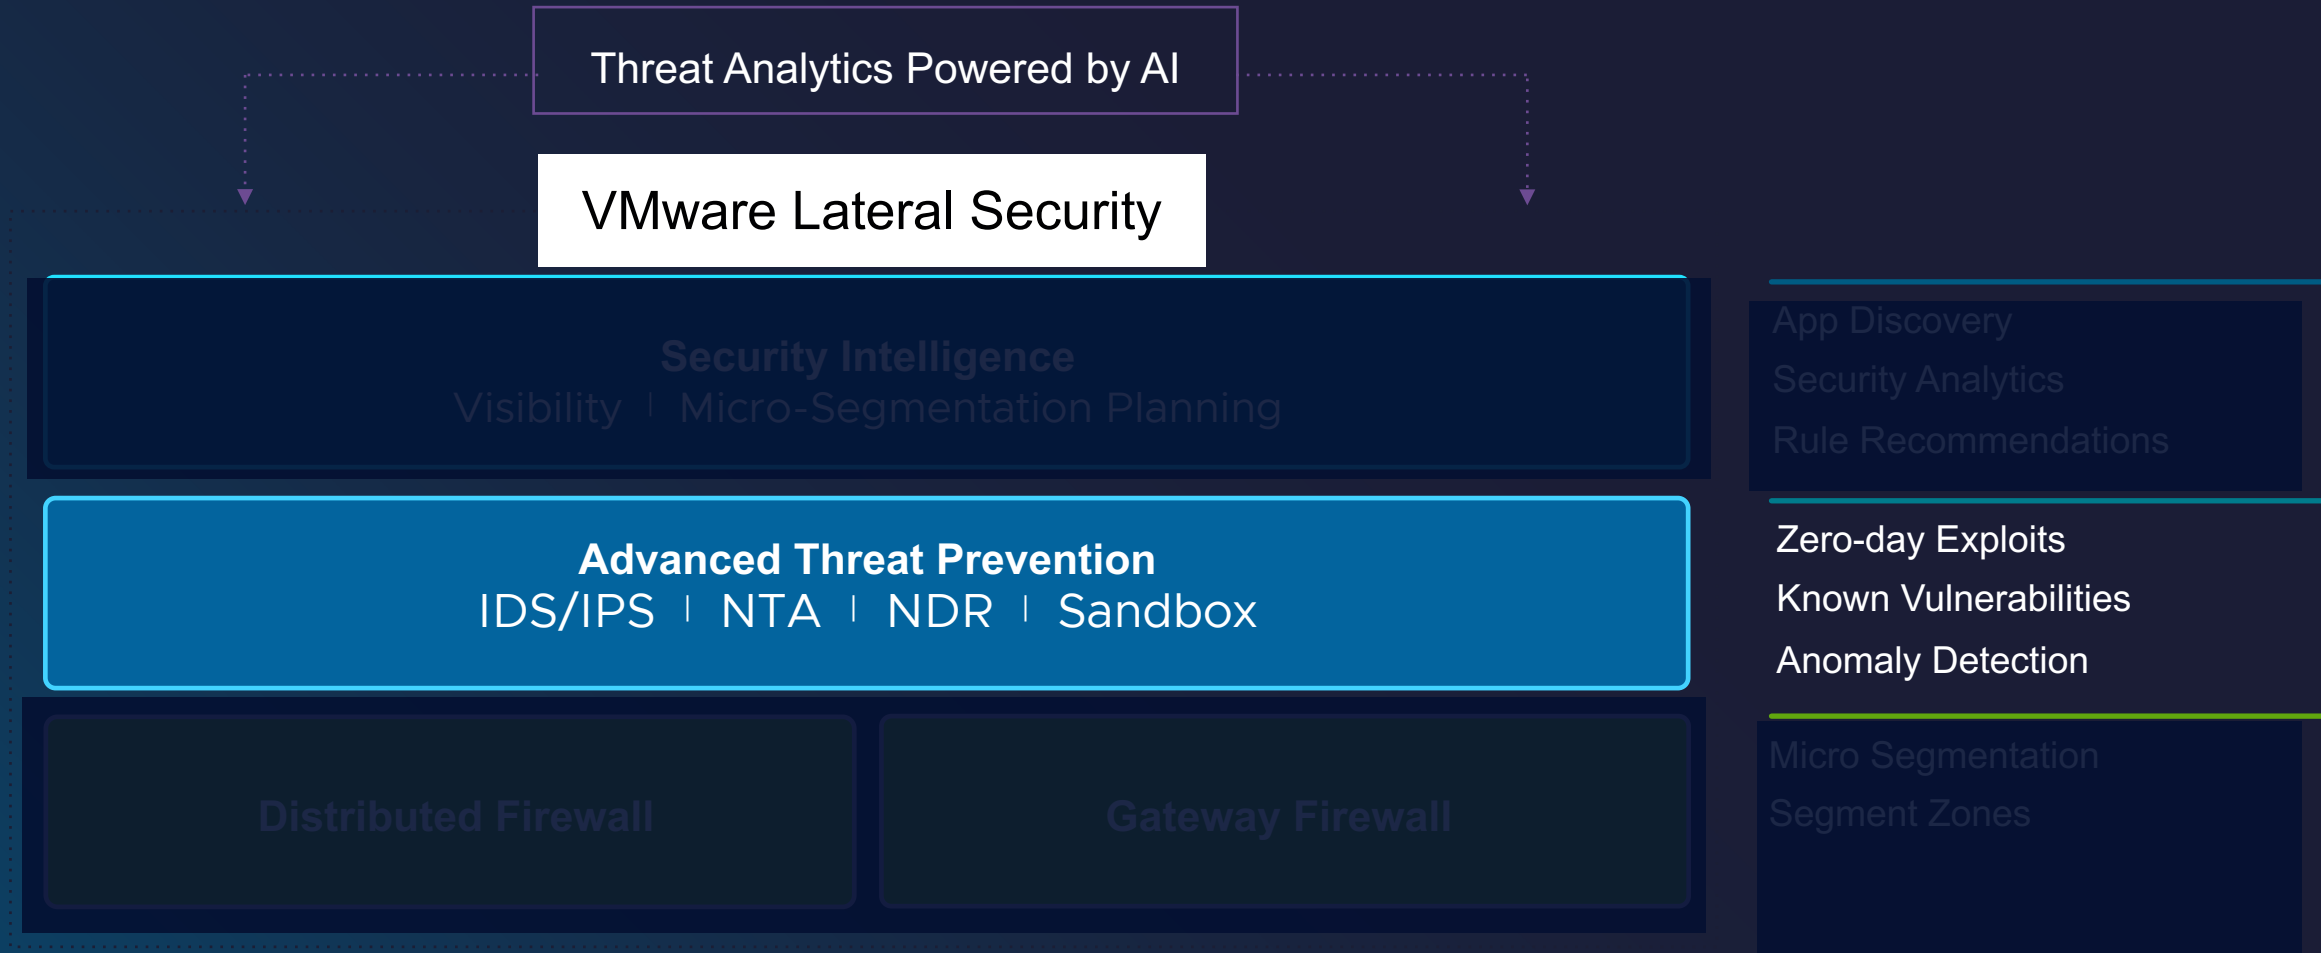 Threat Analytics Powered by AI
VMware Lateral Security
Security Intelligence
Visibility | Micro-Segmentation Planning
App Discovery
Security Analytics
Rule Recommendations
Advanced Threat Prevention
IDS/IPS | NTA | NDR | Sandbox
Zero-day Exploits
Known Vulnerabilities
Anomaly Detection
Distributed Firewall
Gateway Firewall
Micro Segmentation
Segment Zones